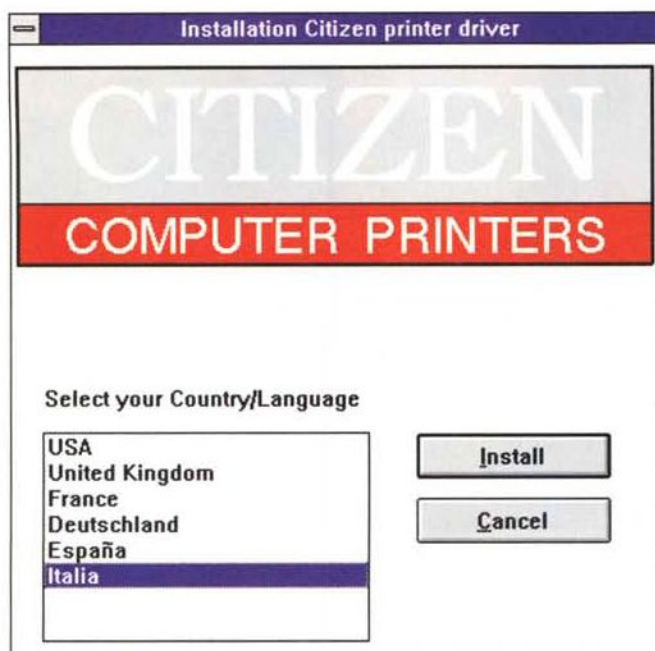 Installation Citizen printer driver
CITIZEN
COMPUTER PRINTERS
Select your Country/Language
USA
United Kingdom
France
Deutschland
España
Italia
Install
Cancel